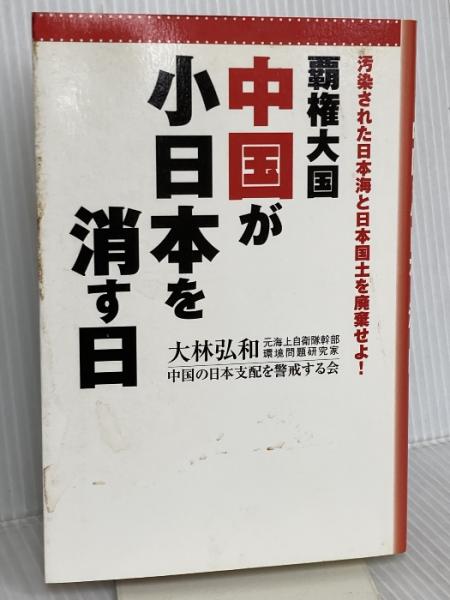 汚染された日本海と日本国土を廃棄せよ！
覇権大国
中国が
小日本を
消す日
大林弘和
元海上自衛隊幹部
環境問題研究家
中国の日本支配を警戒する会